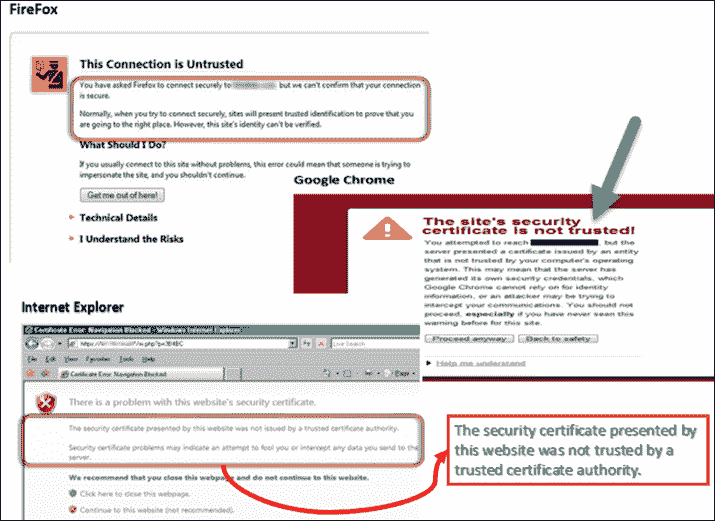 FireFox
This Connection is Untrusted
You have asked Firefox to connect securely to but we can't confirm that your connection
is secure.
Normally, when you try to connect securely, sites will present trusted identification to prove that you
are going to the right place. However, this site's identity can't be verified.
What Should I Do?
If you usually connect to this site without problems, this error could mean that someone is trying to
impersonate the site, and you shouldn't continue.
Get me out of here!
Technical Details
I Understand the Risks
Google Chrome
The site's security
certificate is not trusted!
You attempted to reach , but the
server presented a certificate issued by an entity
that is not trusted by your computer's operating
system. This may mean that the server has
generated its own security credentials, which
Google Chrome cannot rely on for identity
information, or an attacker may be trying to
intercept your communications. You should not
proceed, especially if you have never seen this
warning before for this site.
Proceed anyway Back to safety
Help me understand
Internet Explorer
Certificate Error: Navigation Blocked - Windows Internet Explorer
Live Search
File Edit View Favorites Tools Help
Certificate Error: Navigation Blocked
There is a problem with this website's security certificate.
The security certificate presented by this website was not issued by a trusted certificate authority.
Security certificate problems may indicate an attempt to fool you or intercept any data you send to the
server.
We recommend that you close this webpage and do not continue to this website.
Click here to close this webpage.
Continue to this website (not recommended).
The security certificate presented by
this website was not trusted by a
trusted certificate authority.